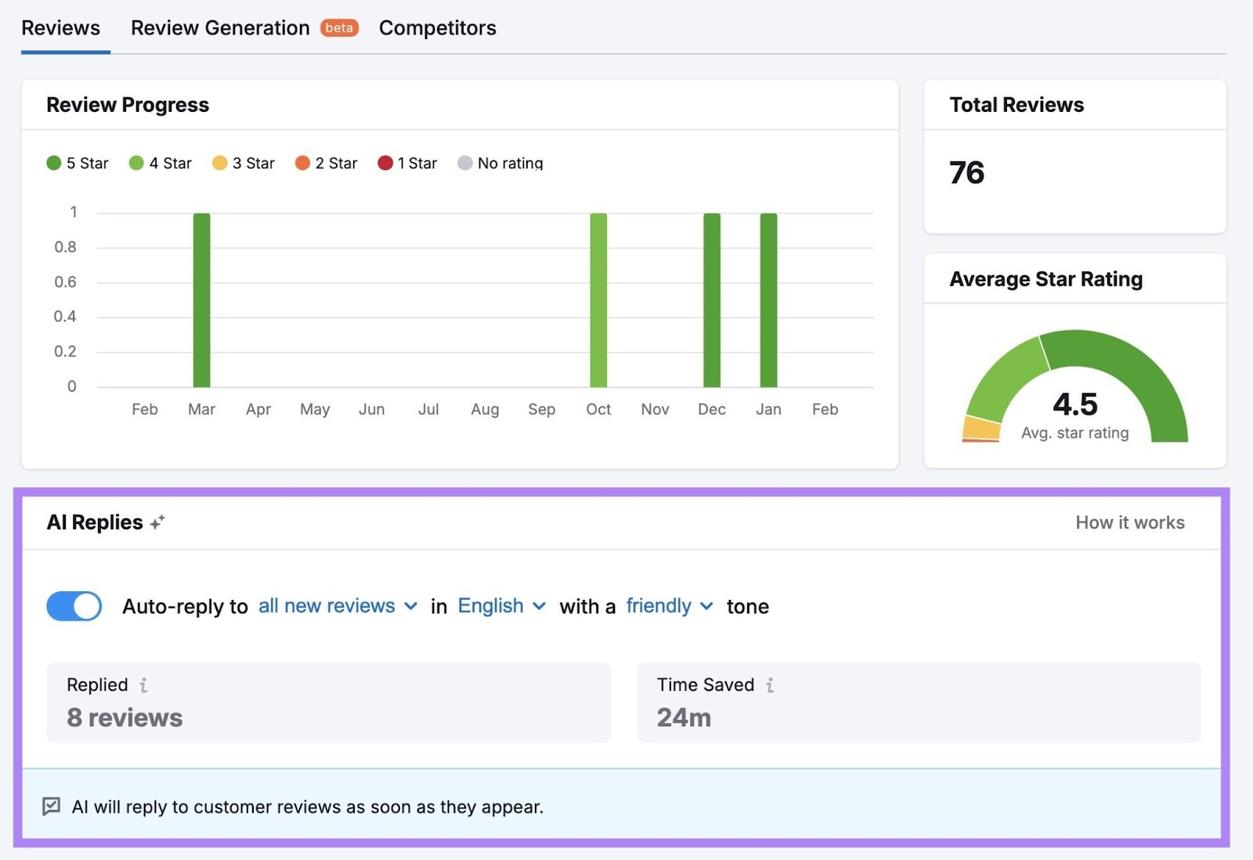 Reviews Review Generation beta Competitors
Review Progress
5 Star 4 Star 3 Star 2 Star 1 Star No rating
1
0.8
0.6
0.4
0.2
0
Feb Mar Apr May Jun Jul Aug Sep Oct Nov Dec Jan Feb
Total Reviews
76
Average Star Rating
4.5
Avg. star rating
AI Replies
How it works
Auto-reply to all new reviews in English with a friendly tone
Replied i
8 reviews
Time Saved i
24m
AI will reply to customer reviews as soon as they appear.